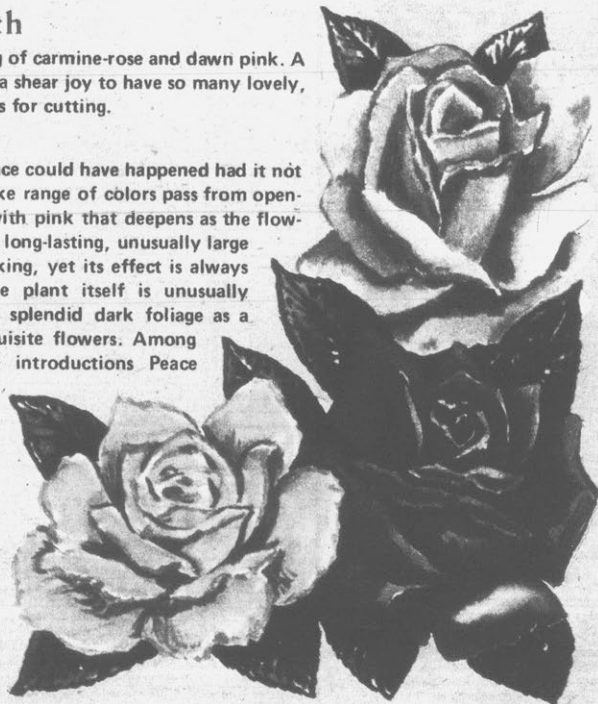 th
g of carmine-rose and dawn pink. A
a shear joy to have so many lovely,
s for cutting.
ce could have happened had it not
ke range of colors pass from open-
with pink that deepens as the flow-
long-lasting, unusually large
king, yet its effect is always
e plant itself is unusually
splendid dark foliage as a
uisite flowers. Among
introductions Peace